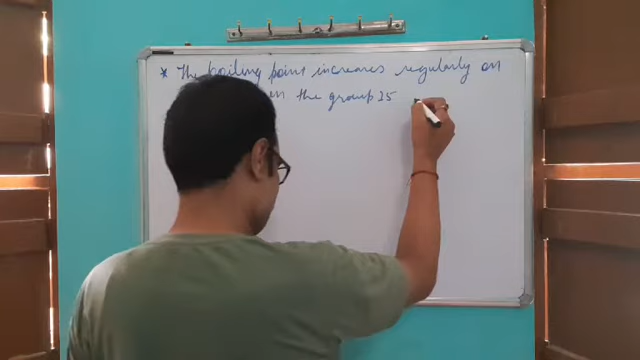 * The boiling point increases regularly on
the group 15